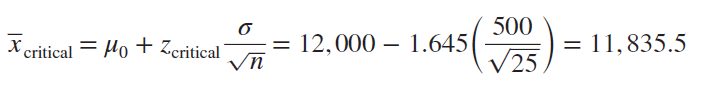 x̄critical = μ0 + zcritical σ/√n = 12,000 − 1.645(500/√25) = 11,835.5